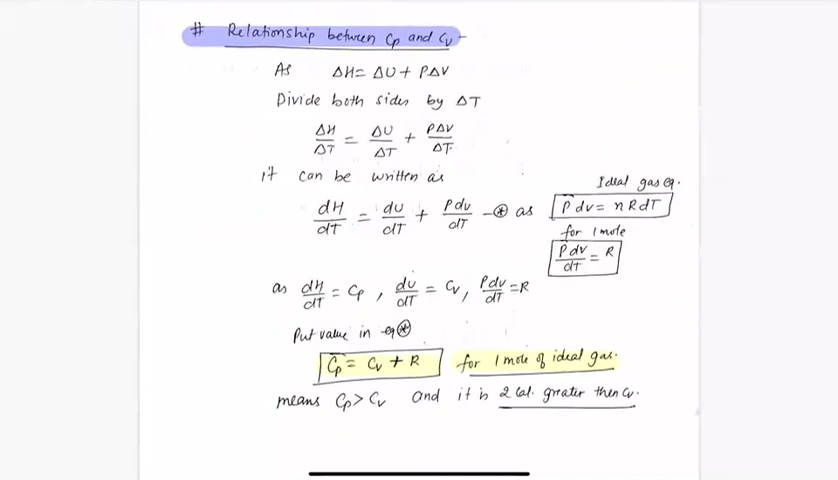 # Relationship between Cp and Cv -
As ΔH = ΔU + PΔV
Divide both sides by ΔT
ΔH/ΔT = ΔU/ΔT + PΔV/ΔT
it can be written as
Ideal gas eq.
dH/dT = du/dT + Pdv/dT -⊛ as Pdv = nRdT
for 1 mole
Pdv/dT = R
as dH/dT = Cp, du/dT = Cv, Pdv/dT = R
Put value in eq ⊛
Cp = Cv + R for 1 mole of ideal gas.
means Cp > Cv and it is 2 Cal. greater then Cv.